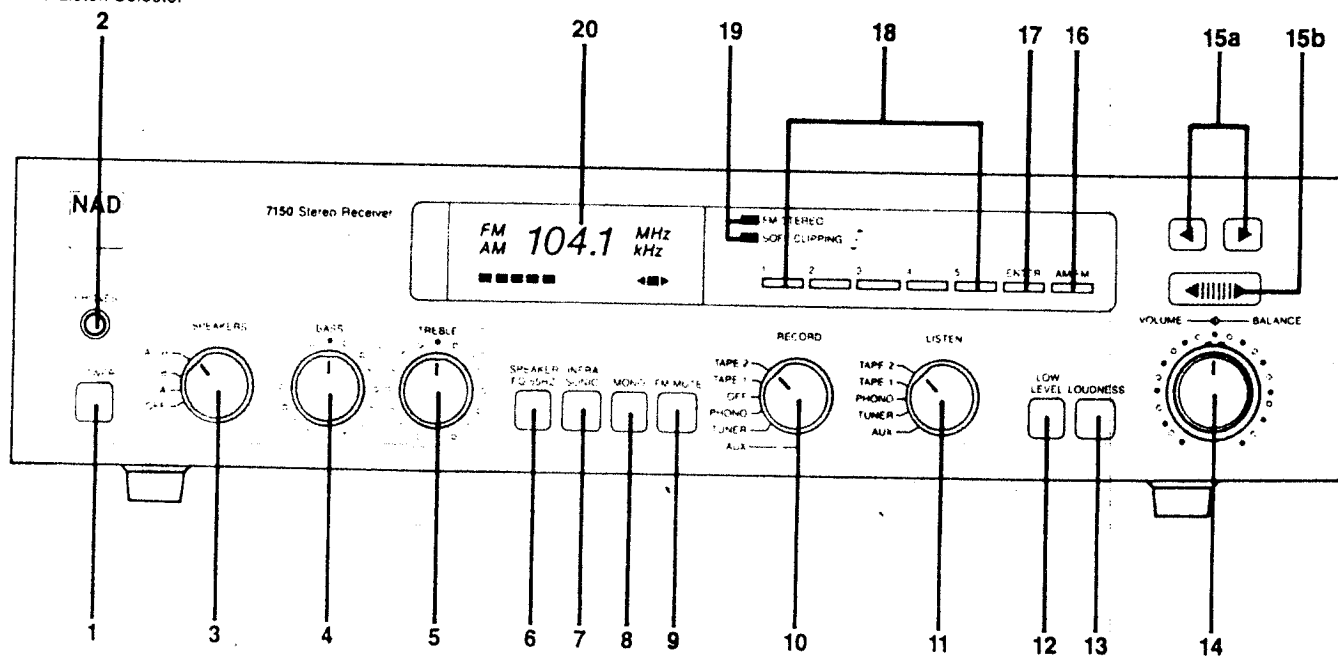 Listen Selector
2 20 19 18 17 16 15a 15b
NAD
7150 Stereo Receiver
FM
AM
104.1
MHz
kHz
FM STEREO
SOFT CLIPPING
1 2 3 4 5 ENTER AM/FM
VOLUME BALANCE
SPEAKERS
A
OFF
BASS
TREBLE
SPEAKER
EQ
INFRA
SONIC
MONO
FM MUTE
RECORD
TAPE 2
TAPE 1
OFF
PHONO
TUNER
AUX
LISTEN
TAPE 2
TAPE 1
PHONO
TUNER
AUX
LOW
LEVEL
LOUDNESS
1 3 4 5 6 7 8 9 10 11 12 13 14